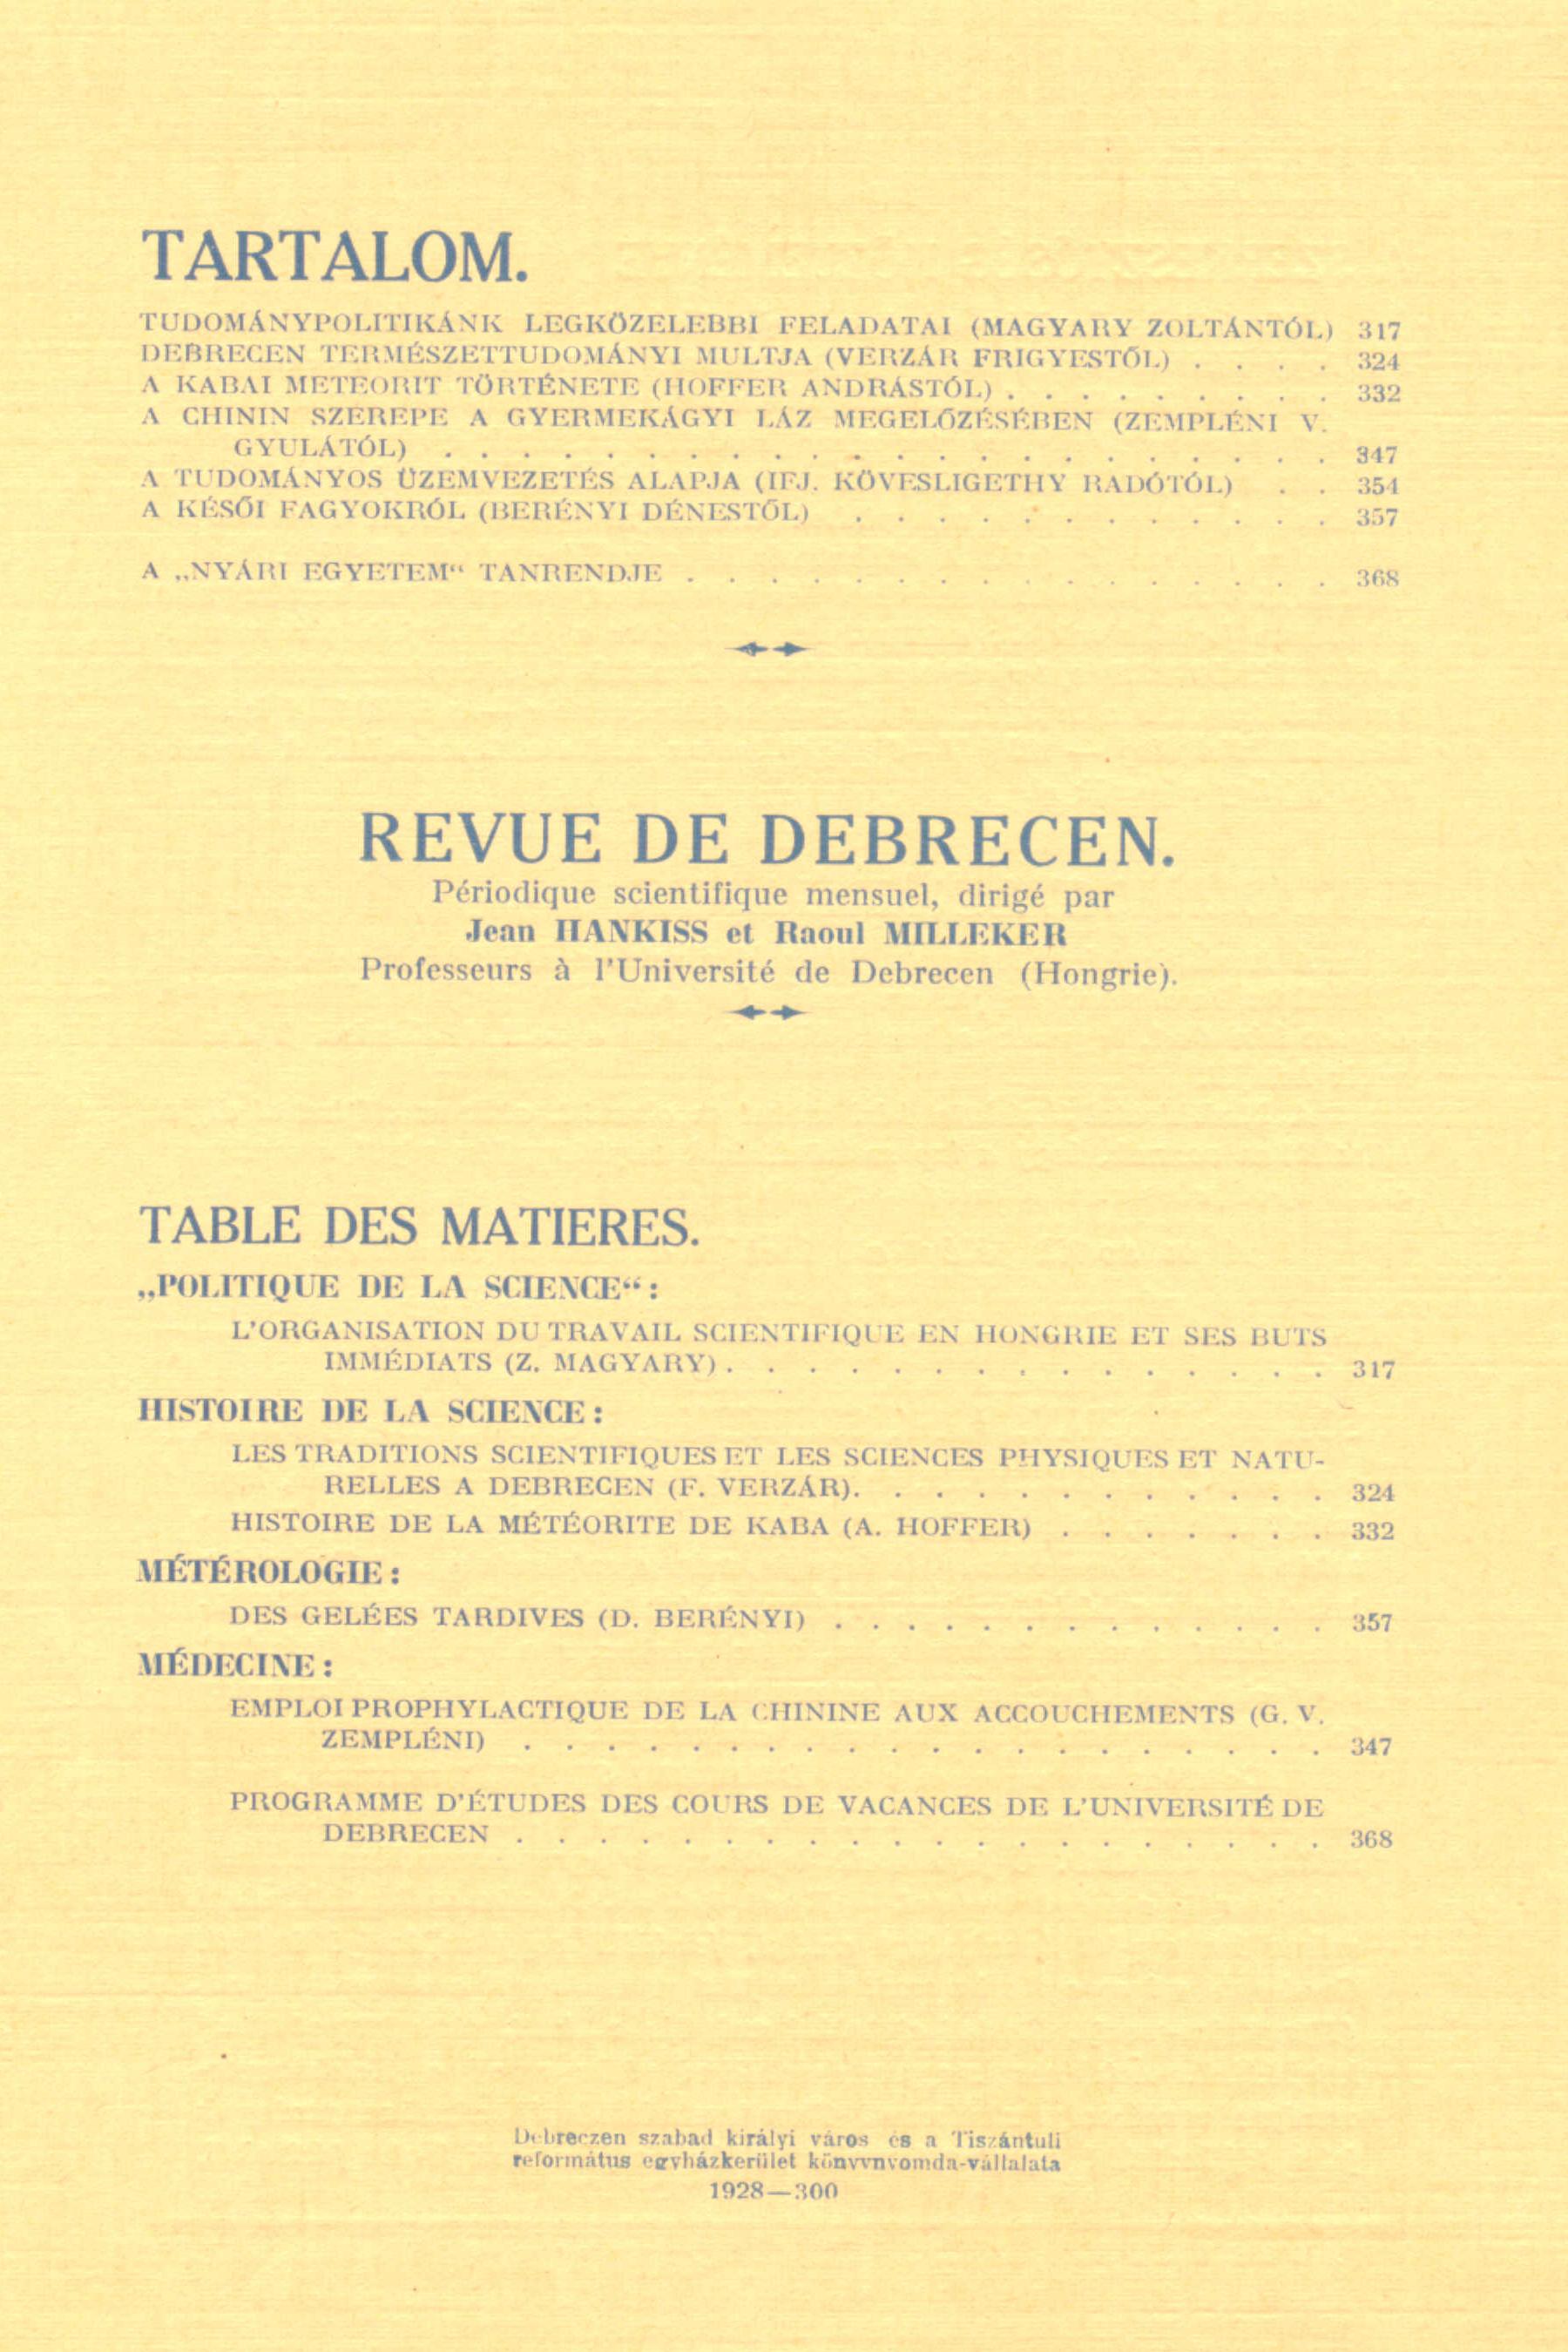 TARTALOM.
TUDOMÁNYPOLITIKÁNK LEGKÖZELEBBI FELADATAI (MAGYARY ZOLTÁNTÓL) 317
DEBRECEN TERMÉSZETTUDOMÁNYI MULTJA (VERZÁR FRIGYESTŐL) . . . . 324
A KABAI METEORIT TÖRTÉNETE (HOFFER ANDRÁSTÓL) . . . . . . . . . 332
A CHININ SZEREPE A GYERMEKÁGYI LÁZ MEGELŐZÉSÉBEN (ZEMPLÉNI V.
GYULÁTÓL) . . . . . . . . . . . . . . . . . . . . . . 347
A TUDOMÁNYOS ÜZEMVEZETÉS ALAPJA (IFJ. KÖVESLIGETHY RADÓTÓL) . . 354
A KÉSŐI FAGYOKRÓL (BERÉNYI DÉNESTŐL) . . . . . . . . . . . . 357
A „NYÁRI EGYETEM“ TANRENDJE . . . . . . . . . . . . . . . . 368
REVUE DE DEBRECEN.
Périodique scientifique mensuel, dirigé par
Jean HANKISS et Raoul MILLEKER
Professeurs à l'Université de Debrecen (Hongrie).
TABLE DES MATIERES.
„POLITIQUE DE LA SCIENCE“:
L'ORGANISATION DU TRAVAIL SCIENTIFIQUE EN HONGRIE ET SES BUTS
IMMÉDIATS (Z. MAGYARY) . . . . . . . . . . . . . . . 317
HISTOIRE DE LA SCIENCE:
LES TRADITIONS SCIENTIFIQUES ET LES SCIENCES PHYSIQUES ET NATU-
RELLES A DEBRECEN (F. VERZÁR). . . . . . . . . . . . 324
HISTOIRE DE LA MÉTÉORITE DE KABA (A. HOFFER) . . . . . . . 332
MÉTÉROLOGIE:
DES GELÉES TARDIVES (D. BERÉNYI) . . . . . . . . . . . . 357
MÉDECINE:
EMPLOI PROPHYLACTIQUE DE LA CHININE AUX ACCOUCHEMENTS (G. V.
ZEMPLÉNI) . . . . . . . . . . . . . . . . . . . . 347
PROGRAMME D'ÉTUDES DES COURS DE VACANCES DE L'UNIVERSITÉ DE
DEBRECEN . . . . . . . . . . . . . . . . . . . . 368
Debreczen szabad királyi város és a Tiszántuli
református egyházkerület könyvnyomda-vállalata
1928—300